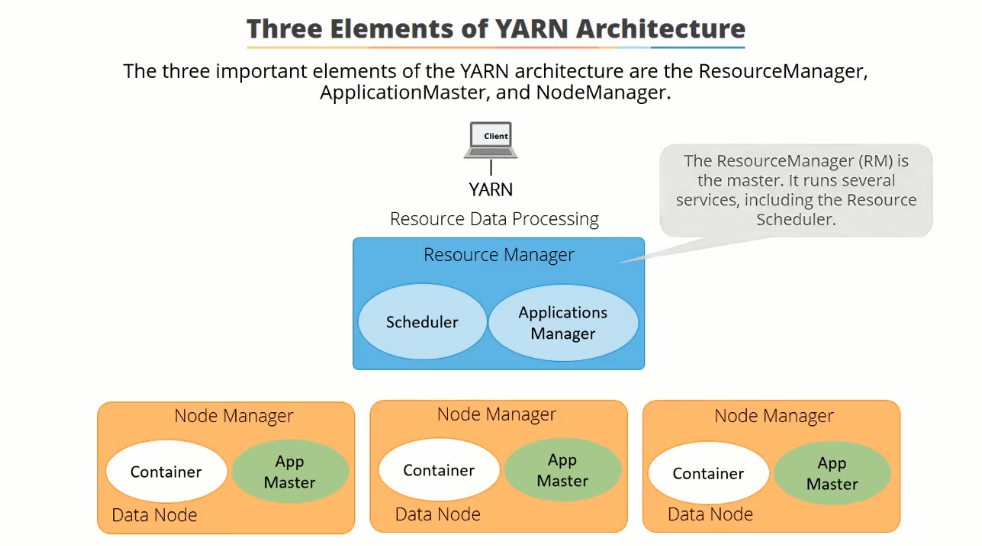 Three Elements of YARN Architecture
The three important elements of the YARN architecture are the ResourceManager,
ApplicationMaster, and NodeManager.
Client
YARN
Resource Data Processing
The ResourceManager (RM) is
the master. It runs several
services, including the Resource
Scheduler.
Resource Manager
Scheduler
Applications
Manager
Node Manager
Container
App
Master
Data Node
Node Manager
Container
App
Master
Data Node
Node Manager
Container
App
Master
Data Node